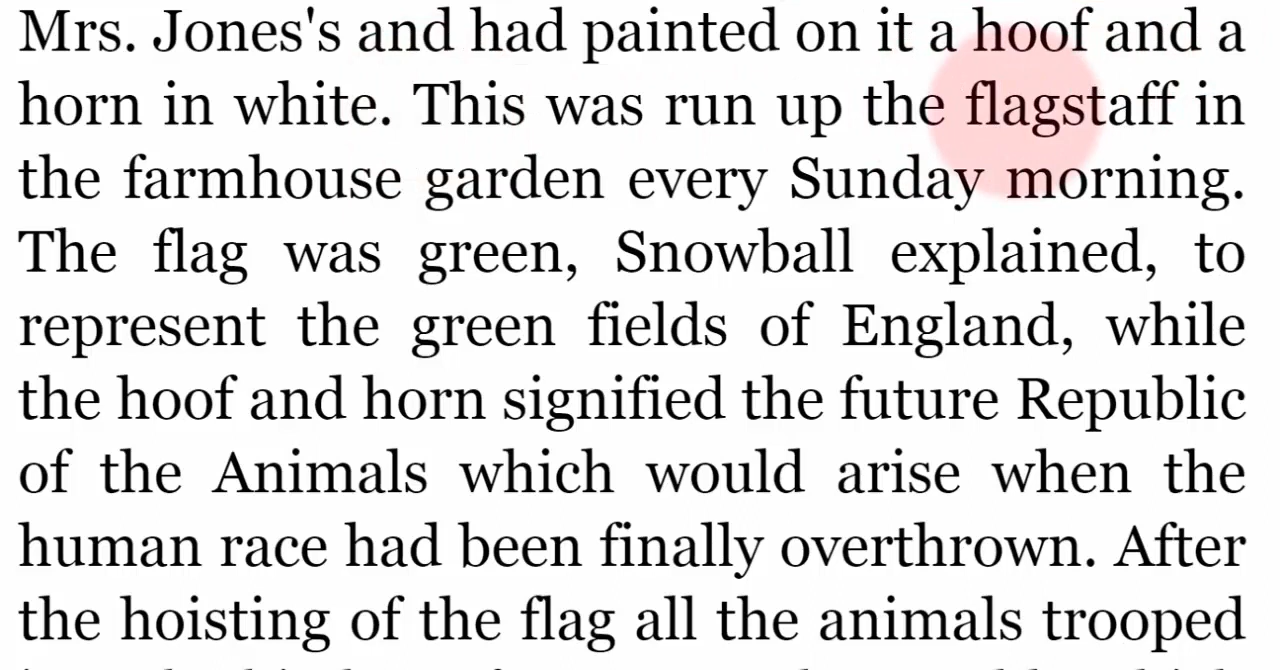 Mrs. Jones's and had painted on it a hoof and a
horn in white. This was run up the flagstaff in
the farmhouse garden every Sunday morning.
The flag was green, Snowball explained, to
represent the green fields of England, while
the hoof and horn signified the future Republic
of the Animals which would arise when the
human race had been finally overthrown. After
the hoisting of the flag all the animals trooped